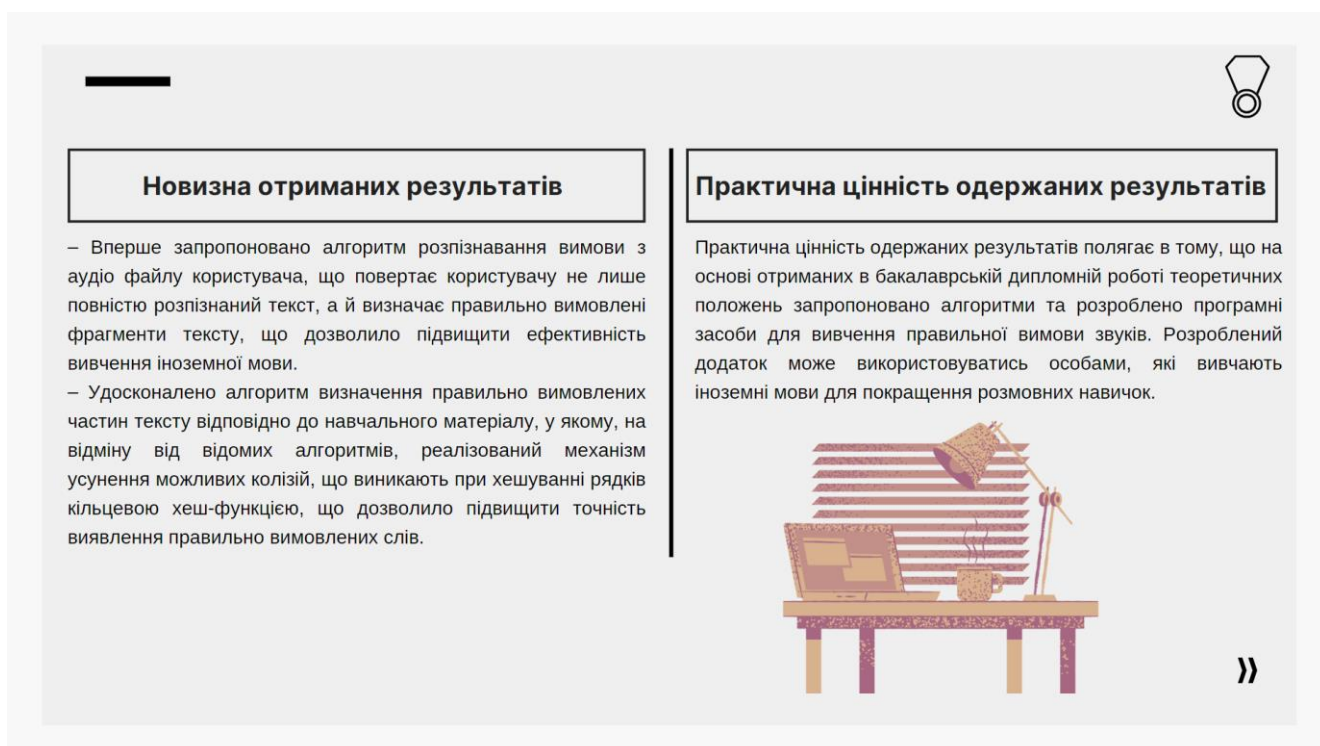 Новизна отриманих результатів
– Вперше запропоновано алгоритм розпізнавання вимови з
аудіо файлу користувача, що повертає користувачу не лише
повністю розпізнаний текст, а й визначає правильно вимовлені
фрагменти тексту, що дозволило підвищити ефективність
вивчення іноземної мови.
– Удосконалено алгоритм визначення правильно вимовлених
частин тексту відповідно до навчального матеріалу, у якому, на
відміну від відомих алгоритмів, реалізований механізм
усунення можливих колізій, що виникають при хешуванні рядків
кільцевою хеш-функцією, що дозволило підвищити точність
виявлення правильно вимовлених слів.
Практична цінність одержаних результатів
Практична цінність одержаних результатів полягає в тому, що на
основі отриманих в бакалаврській дипломній роботі теоретичних
положень запропоновано алгоритми та розроблено програмні
засоби для вивчення правильної вимови звуків. Розроблений
додаток може використовуватись особами, які вивчають
іноземні мови для покращення розмовних навичок.